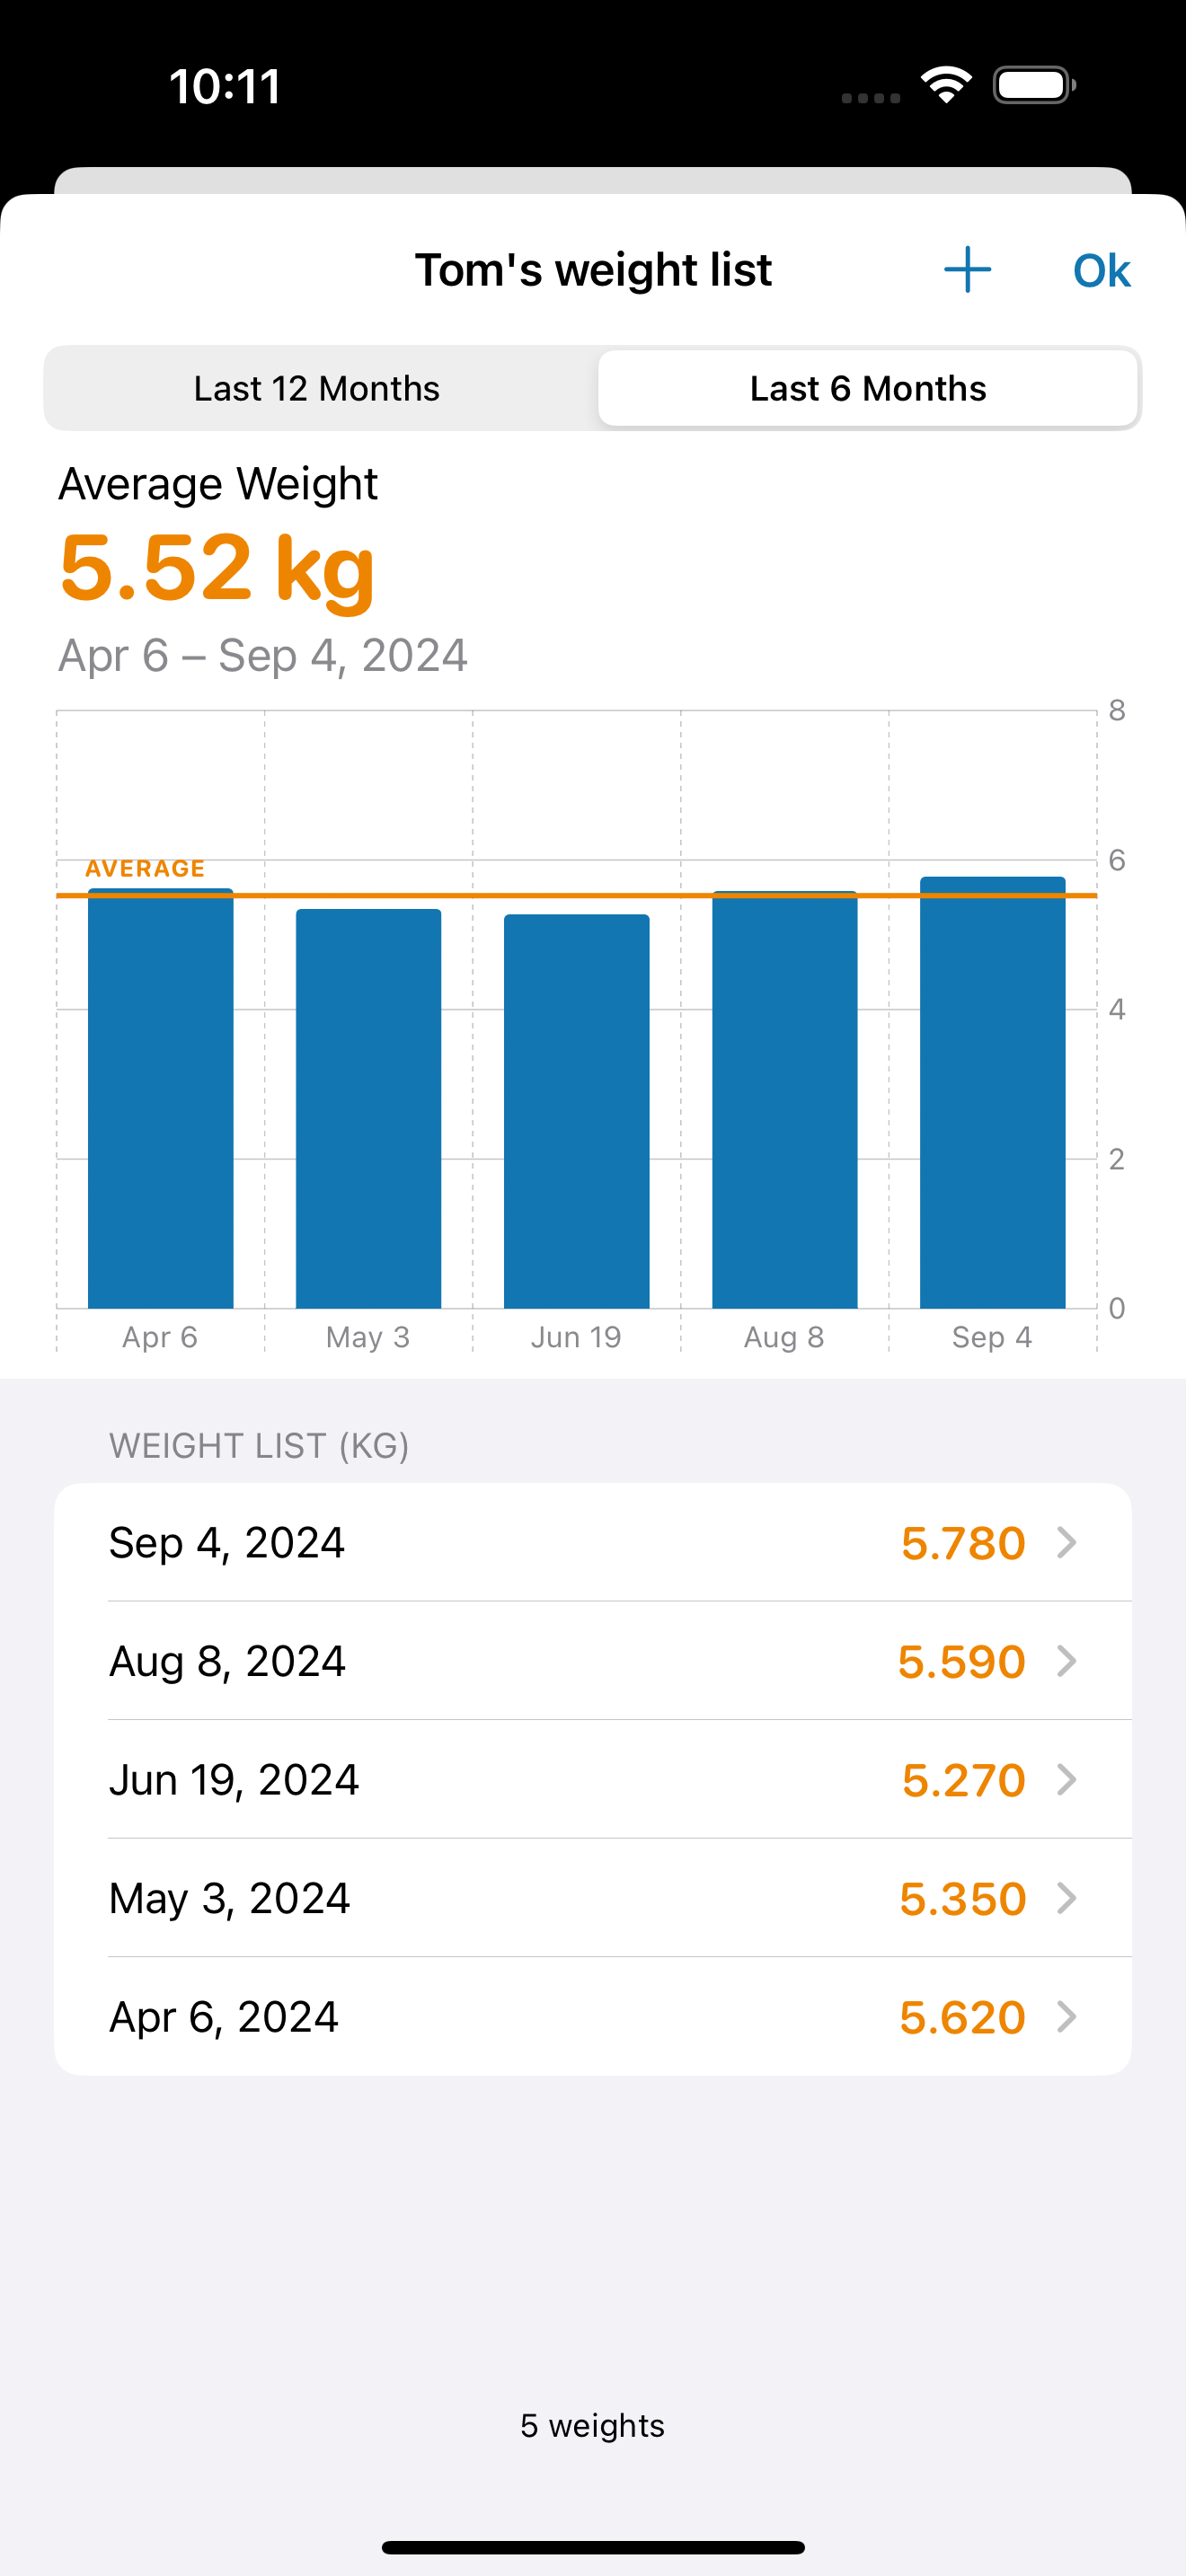 10:11
Tom's weight list
Ok
Last 12 Months
Last 6 Months
Average Weight
5.52 kg
Apr 6 – Sep 4, 2024
8
AVERAGE
6
4
2
0
Apr 6
May 3
Jun 19
Aug 8
Sep 4
WEIGHT LIST (KG)
Sep 4, 2024 5.780
Aug 8, 2024 5.590
Jun 19, 2024 5.270
May 3, 2024 5.350
Apr 6, 2024 5.620
5 weights